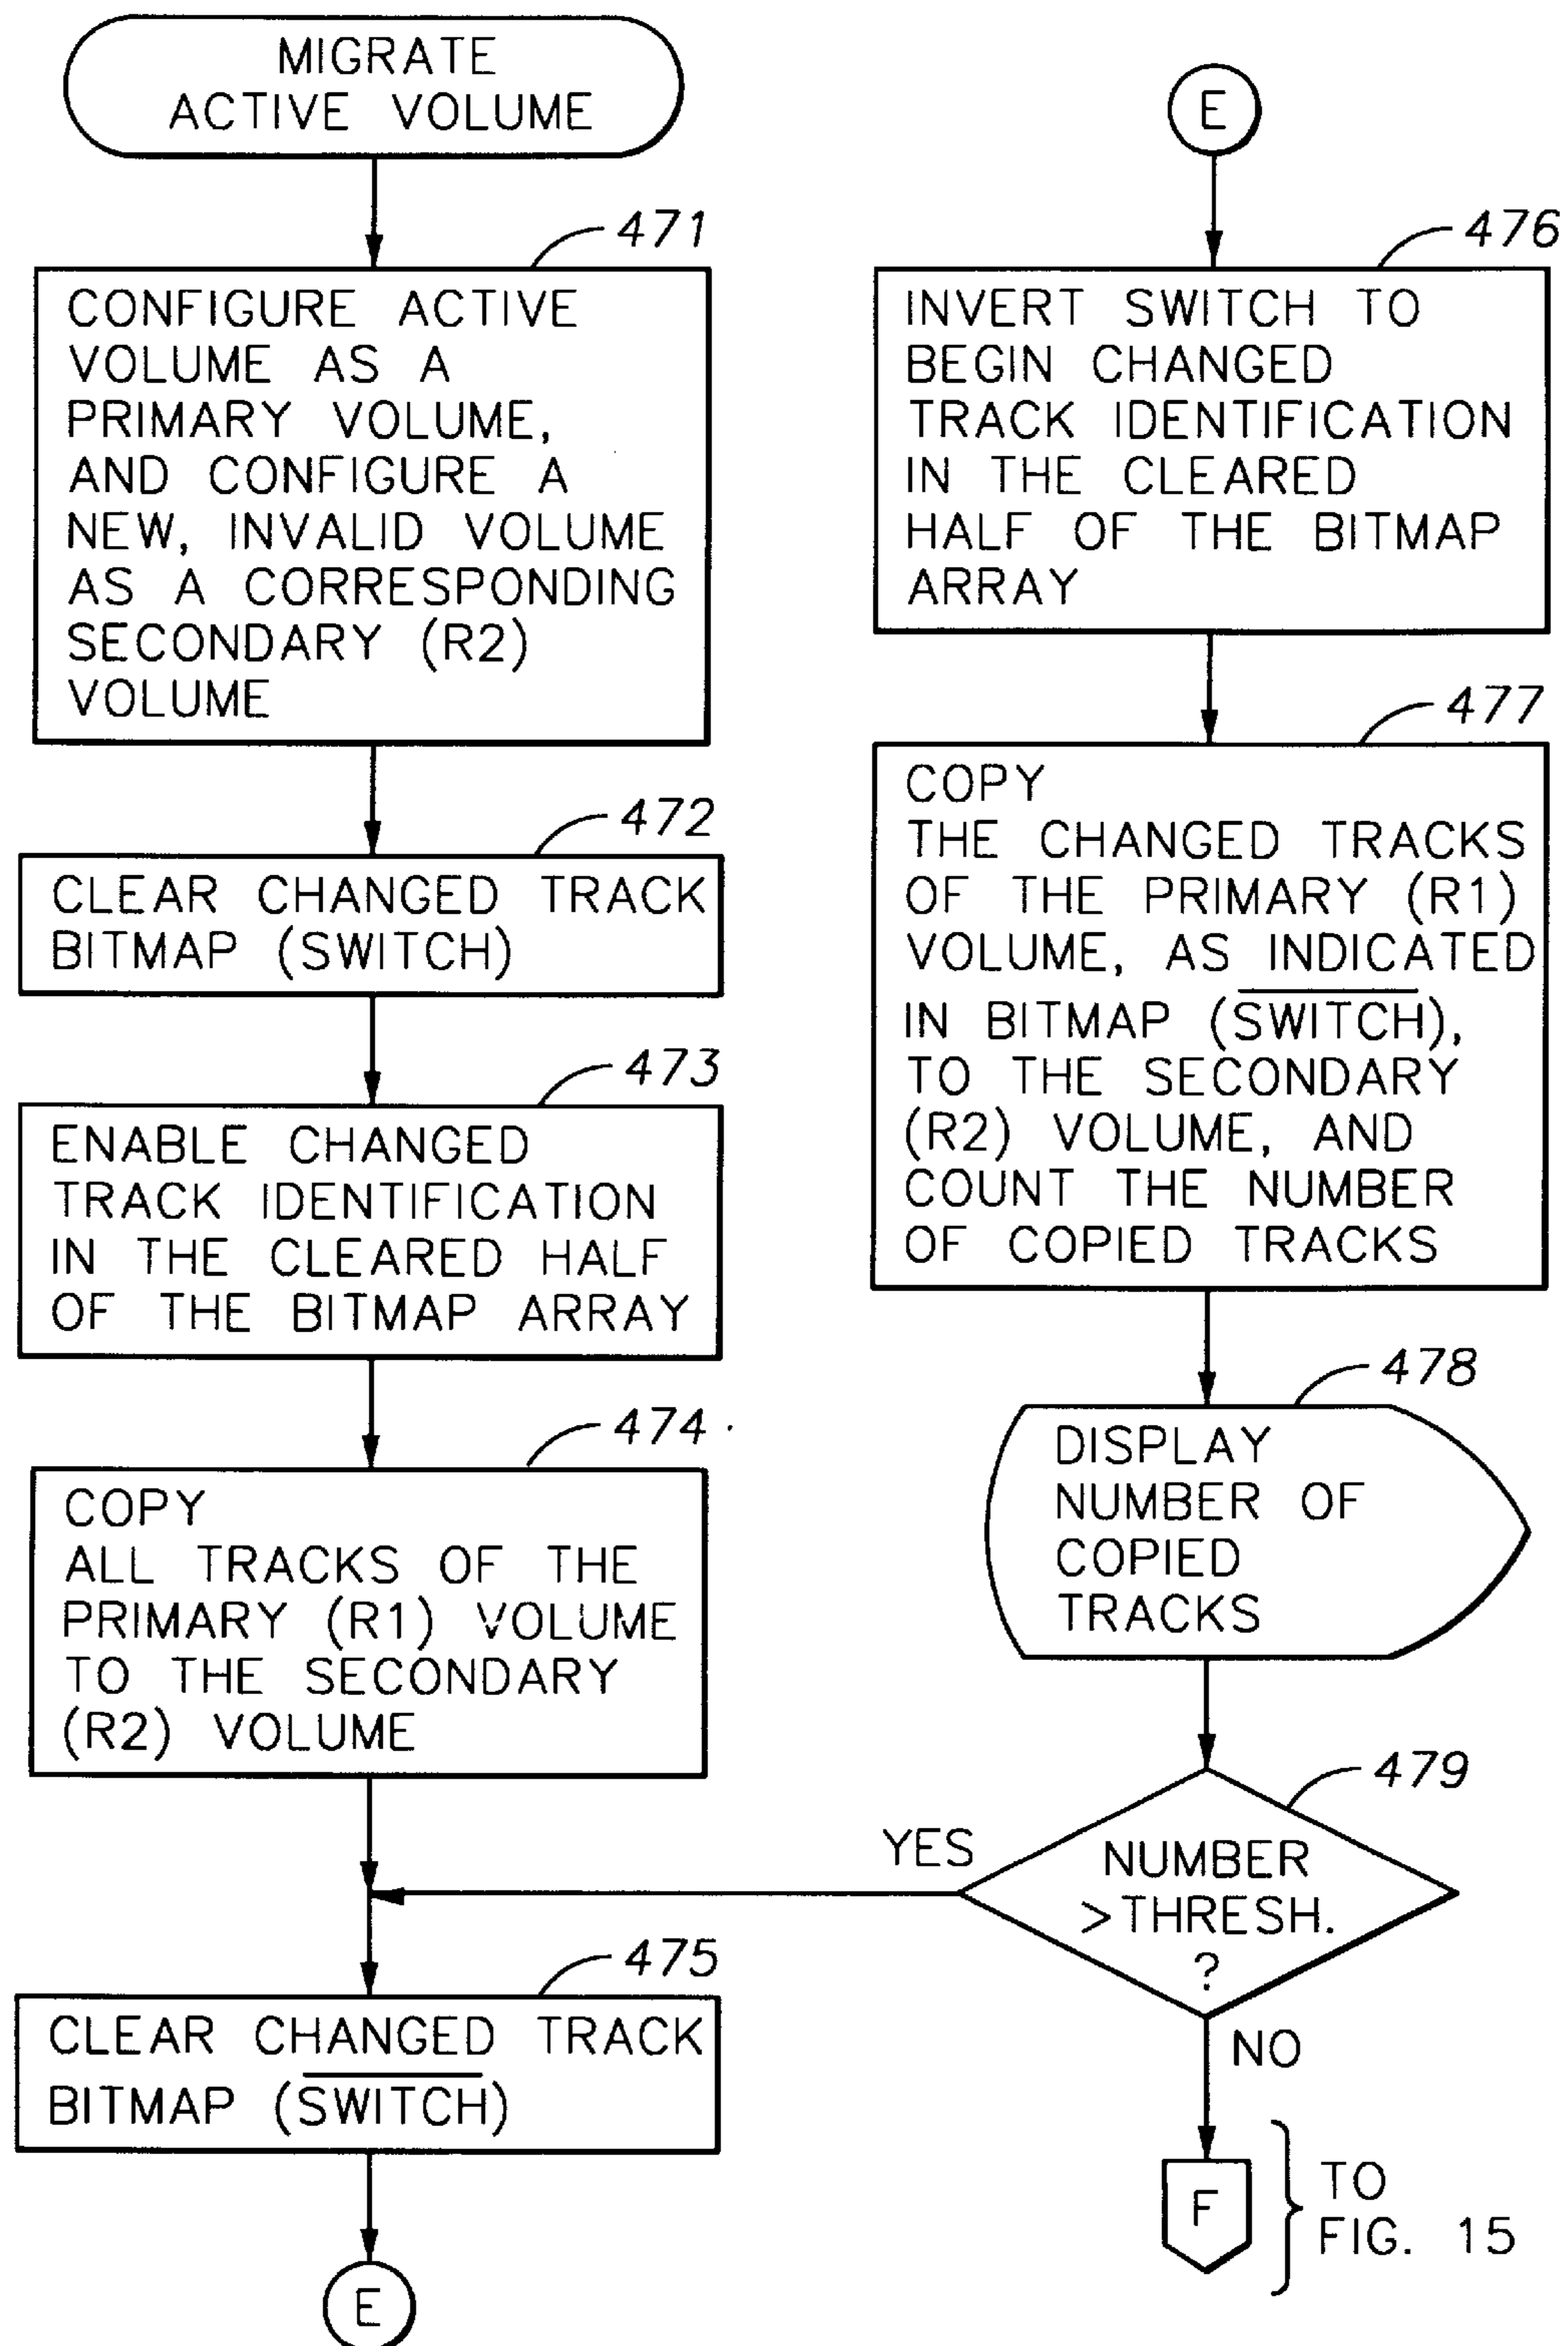 MIGRATE
ACTIVE VOLUME
471
CONFIGURE ACTIVE
VOLUME AS A
PRIMARY VOLUME,
AND CONFIGURE A
NEW, INVALID VOLUME
AS A CORRESPONDING
SECONDARY (R2)
VOLUME
472
CLEAR CHANGED TRACK
BITMAP (SWITCH)
473
ENABLE CHANGED
TRACK IDENTIFICATION
IN THE CLEARED HALF
OF THE BITMAP ARRAY
474
COPY
ALL TRACKS OF THE
PRIMARY (R1) VOLUME
TO THE SECONDARY
(R2) VOLUME
475
CLEAR CHANGED TRACK
BITMAP (S̅W̅I̅T̅C̅H̅)
E
E
476
INVERT SWITCH TO
BEGIN CHANGED
TRACK IDENTIFICATION
IN THE CLEARED
HALF OF THE BITMAP
ARRAY
477
COPY
THE CHANGED TRACKS
OF THE PRIMARY (R1)
VOLUME, AS INDICATED
IN BITMAP (S̅W̅I̅T̅C̅H̅),
TO THE SECONDARY
(R2) VOLUME, AND
COUNT THE NUMBER
OF COPIED TRACKS
478
DISPLAY
NUMBER OF
COPIED
TRACKS
479
NUMBER
>THRESH.
?
YES
NO
F
TO
FIG. 15